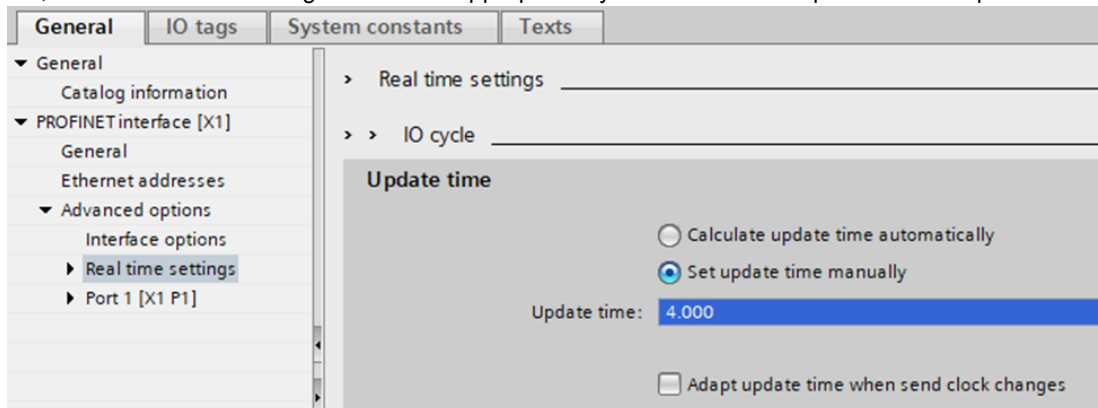 General IO tags System constants Texts
General
Catalog information
PROFINET interface [X1]
General
Ethernet addresses
Advanced options
Interface options
Real time settings
Port 1 [X1 P1]
Real time settings
IO cycle
Update time
Calculate update time automatically
Set update time manually
Update time: 4.000
Adapt update time when send clock changes